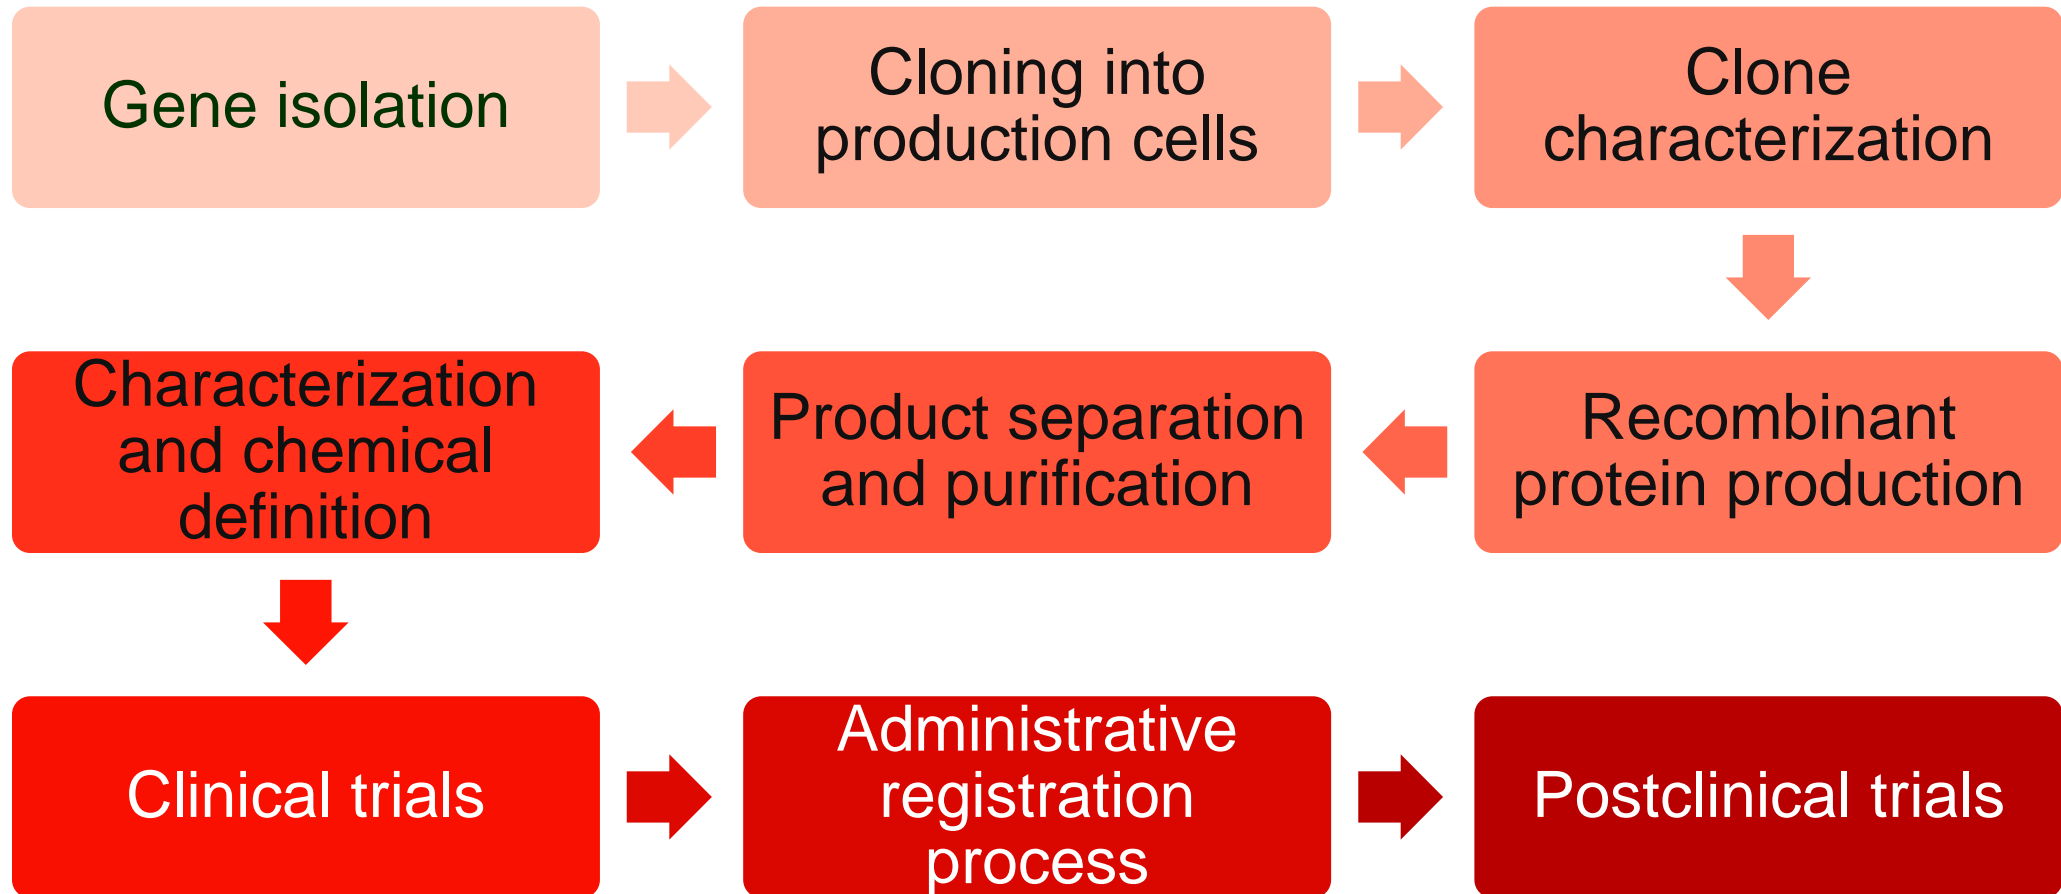 Gene isolation
Cloning into
production cells
Clone
characterization
Recombinant
protein production
Product separation
and purification
Characterization
and chemical
definition
Clinical trials
Administrative
registration
process
Postclinical trials